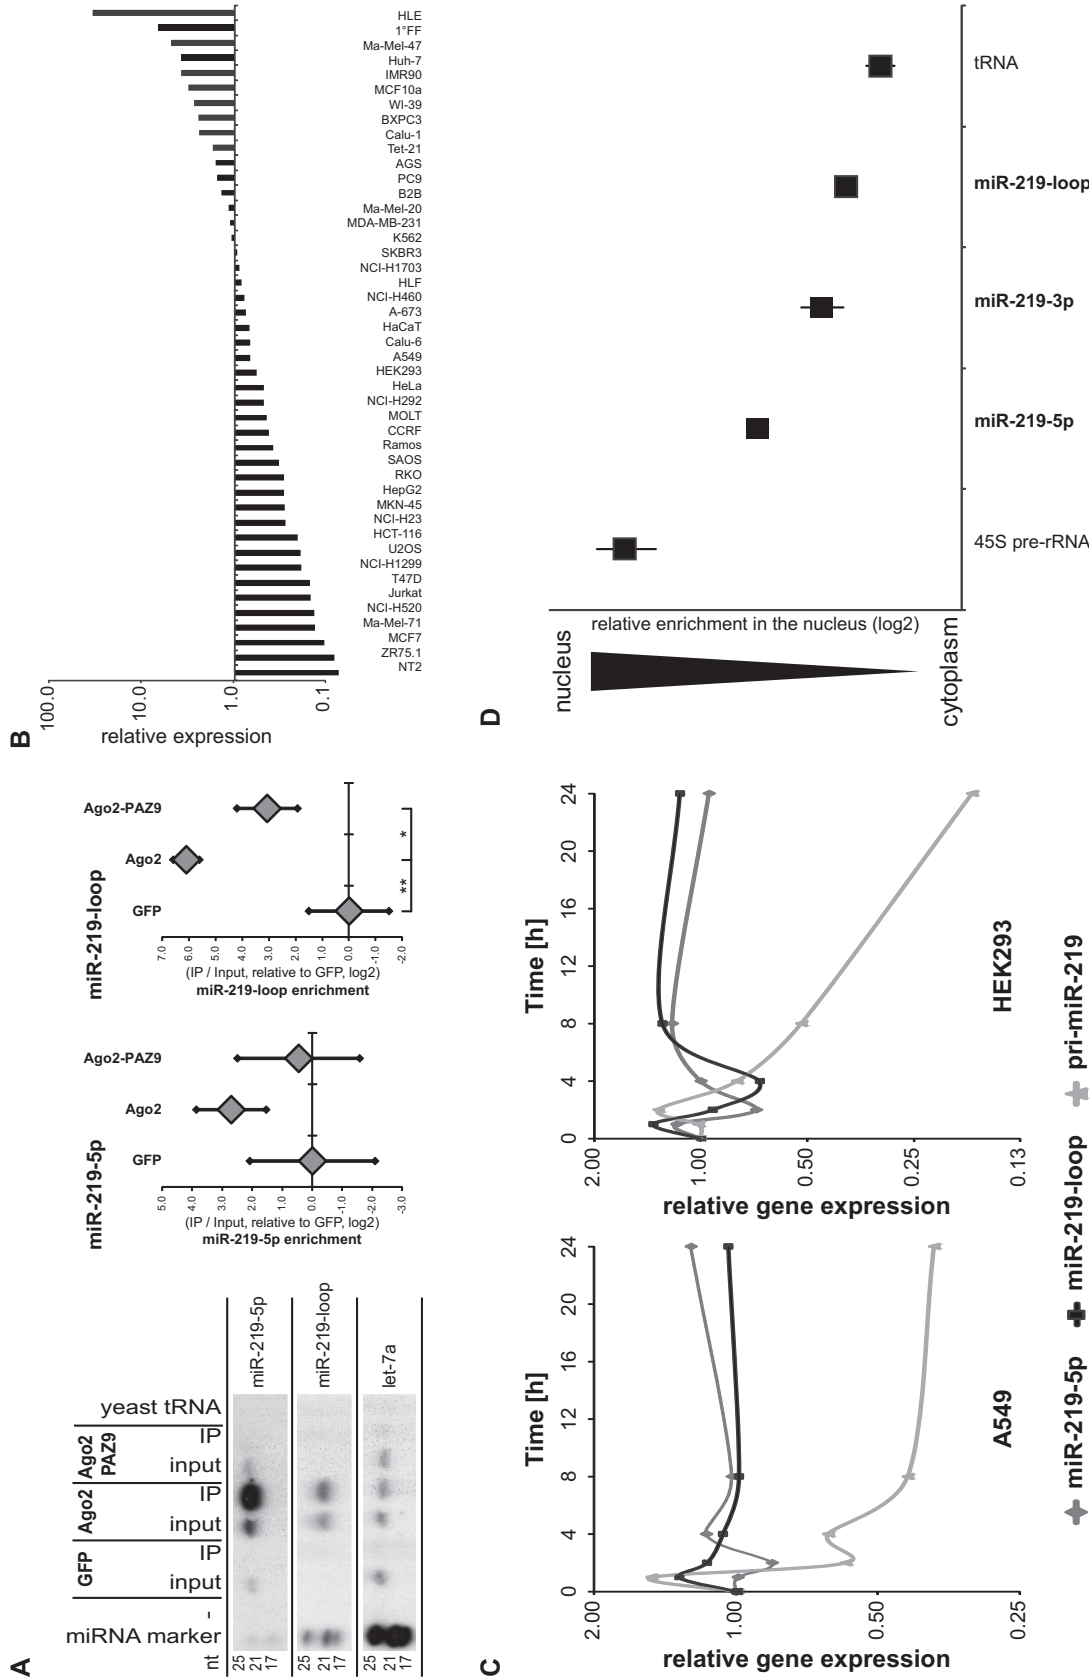 A
GFP
Ago2
Ago2
PAZ9
nt
miRNA marker
-
input
IP
input
IP
input
IP
yeast tRNA
25
21
17
miR-219-5p
25
21
17
miR-219-loop
25
21
17
let-7a
miR-219-5p
GFP
Ago2
Ago2-PAZ9
5.0
4.0
3.0
2.0
1.0
0.0
-1.0
-2.0
-3.0
(IP / Input, relative to GFP, log2)
miR-219-5p enrichment
miR-219-loop
GFP
Ago2
Ago2-PAZ9
7.0
6.0
5.0
4.0
3.0
2.0
1.0
0.0
-1.0
-2.0
** *
(IP / Input, relative to GFP, log2)
miR-219-loop enrichment
B
relative expression
100.0
10.0
1.0
0.1
NT2
ZR75.1
MCF7
Ma-Mel-71
NCI-H520
Jurkat
T47D
NCI-H1299
U2OS
HCT-116
NCI-H23
MKN-45
HepG2
RKO
SAOS
Ramos
CCRF
MOLT
NCI-H292
HeLa
HEK293
A549
Calu-6
HaCaT
A-673
NCI-H460
HLF
NCI-H1703
SKBR3
K562
MDA-MB-231
Ma-Mel-20
B2B
PC9
AGS
Tet-21
Calu-1
BXPC3
WI-39
MCF10a
IMR90
Huh-7
Ma-Mel-47
1°FF
HLE
C
Time [h]
0 4 8 12 16 20 24
2.00
1.00
0.50
0.25
relative gene expression
A549
Time [h]
0 4 8 12 16 20 24
2.00
1.00
0.50
0.25
0.13
relative gene expression
HEK293
miR-219-5p miR-219-loop pri-miR-219
D
nucleus
relative enrichment in the nucleus (log2)
cytoplasm
45S pre-rRNA
miR-219-5p
miR-219-3p
miR-219-loop
tRNA